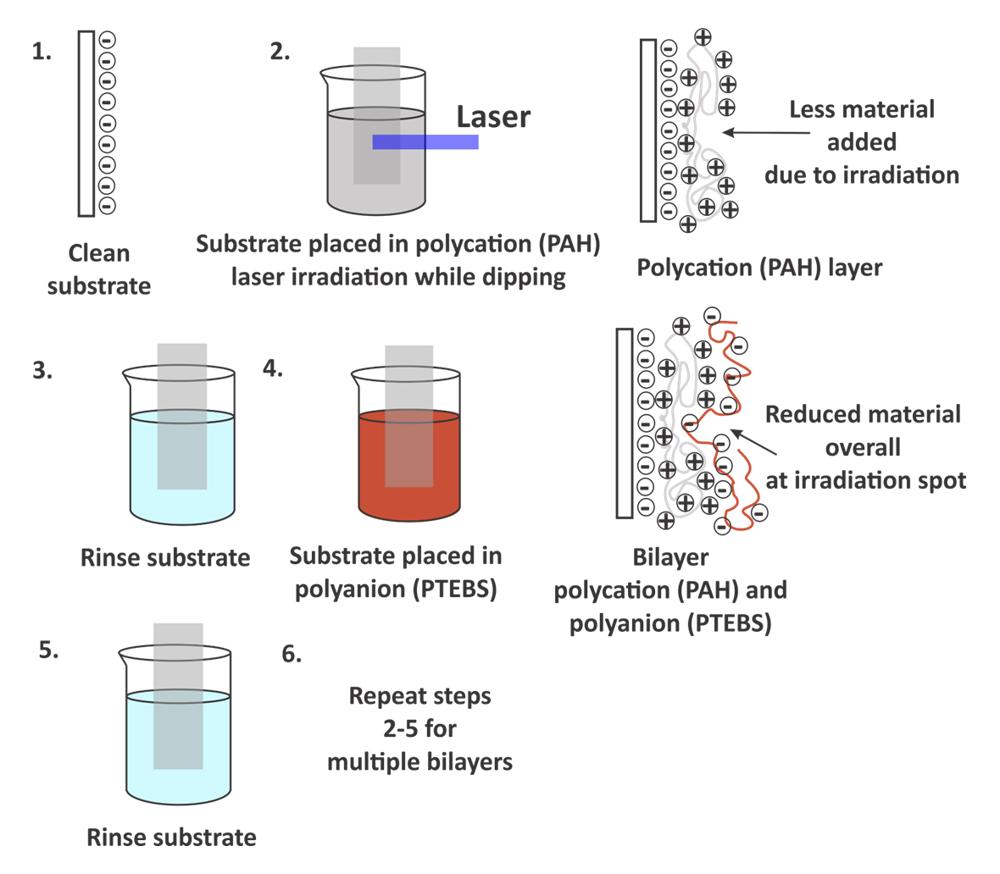 1.
Clean
substrate
2.
Laser
Substrate placed in polycation (PAH)
laser irradiation while dipping
Less material
added
due to irradiation
Polycation (PAH) layer
3.
Rinse substrate
4.
Substrate placed in
polyanion (PTEBS)
Reduced material
overall
at irradiation spot
Bilayer
polycation (PAH) and
polyanion (PTEBS)
5.
Rinse substrate
6.
Repeat steps
2-5 for
multiple bilayers